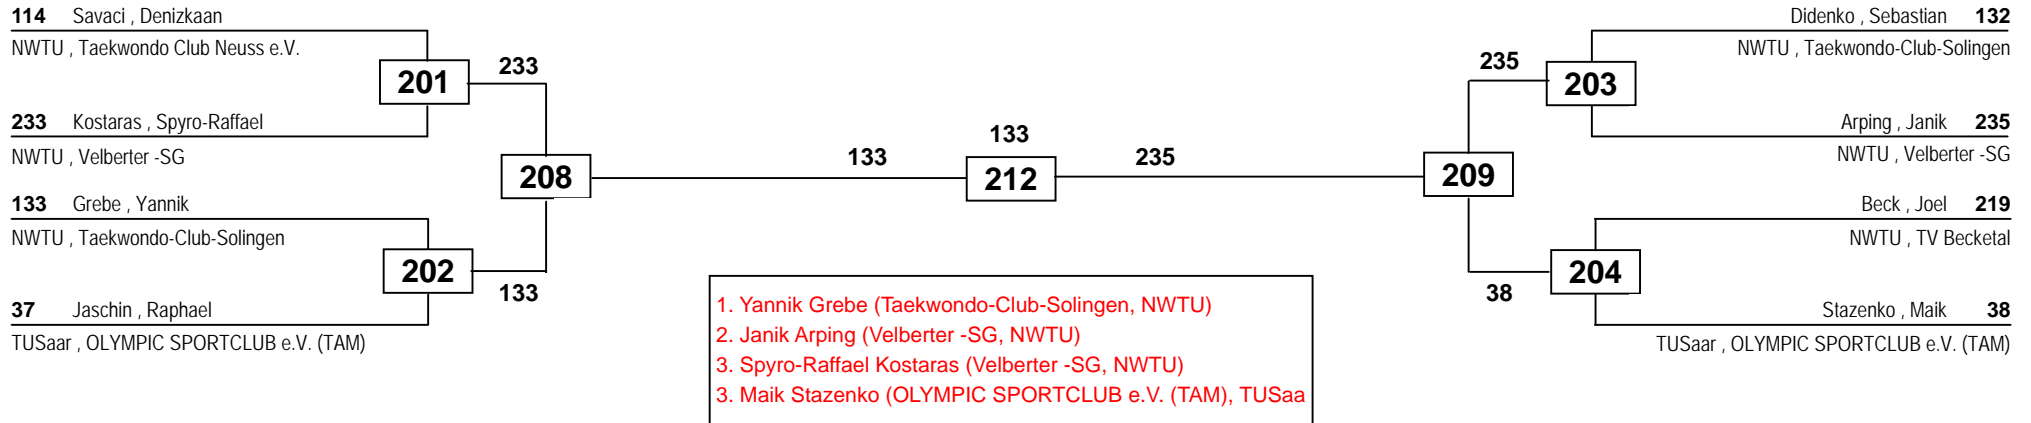 114 Savaci , Denizkaan
NWTU , Taekwondo Club Neuss e.V.
201
233
233 Kostaras , Spyro-Raffael
NWTU , Velberter -SG
208
133 Grebe , Yannik
NWTU , Taekwondo-Club-Solingen
202
133
37 Jaschin , Raphael
TUSaar , OLYMPIC SPORTCLUB e.V. (TAM)
133
133
212
235
Didenko , Sebastian 132
NWTU , Taekwondo-Club-Solingen
235
203
Arping , Janik 235
NWTU , Velberter -SG
209
Beck , Joel 219
NWTU , TV Becketal
204
38
Stazenko , Maik 38
TUSaar , OLYMPIC SPORTCLUB e.V. (TAM)
1. Yannik Grebe (Taekwondo-Club-Solingen, NWTU)
2. Janik Arping (Velberter -SG, NWTU)
3. Spyro-Raffael Kostaras (Velberter -SG, NWTU)
3. Maik Stazenko (OLYMPIC SPORTCLUB e.V. (TAM), TUSaa